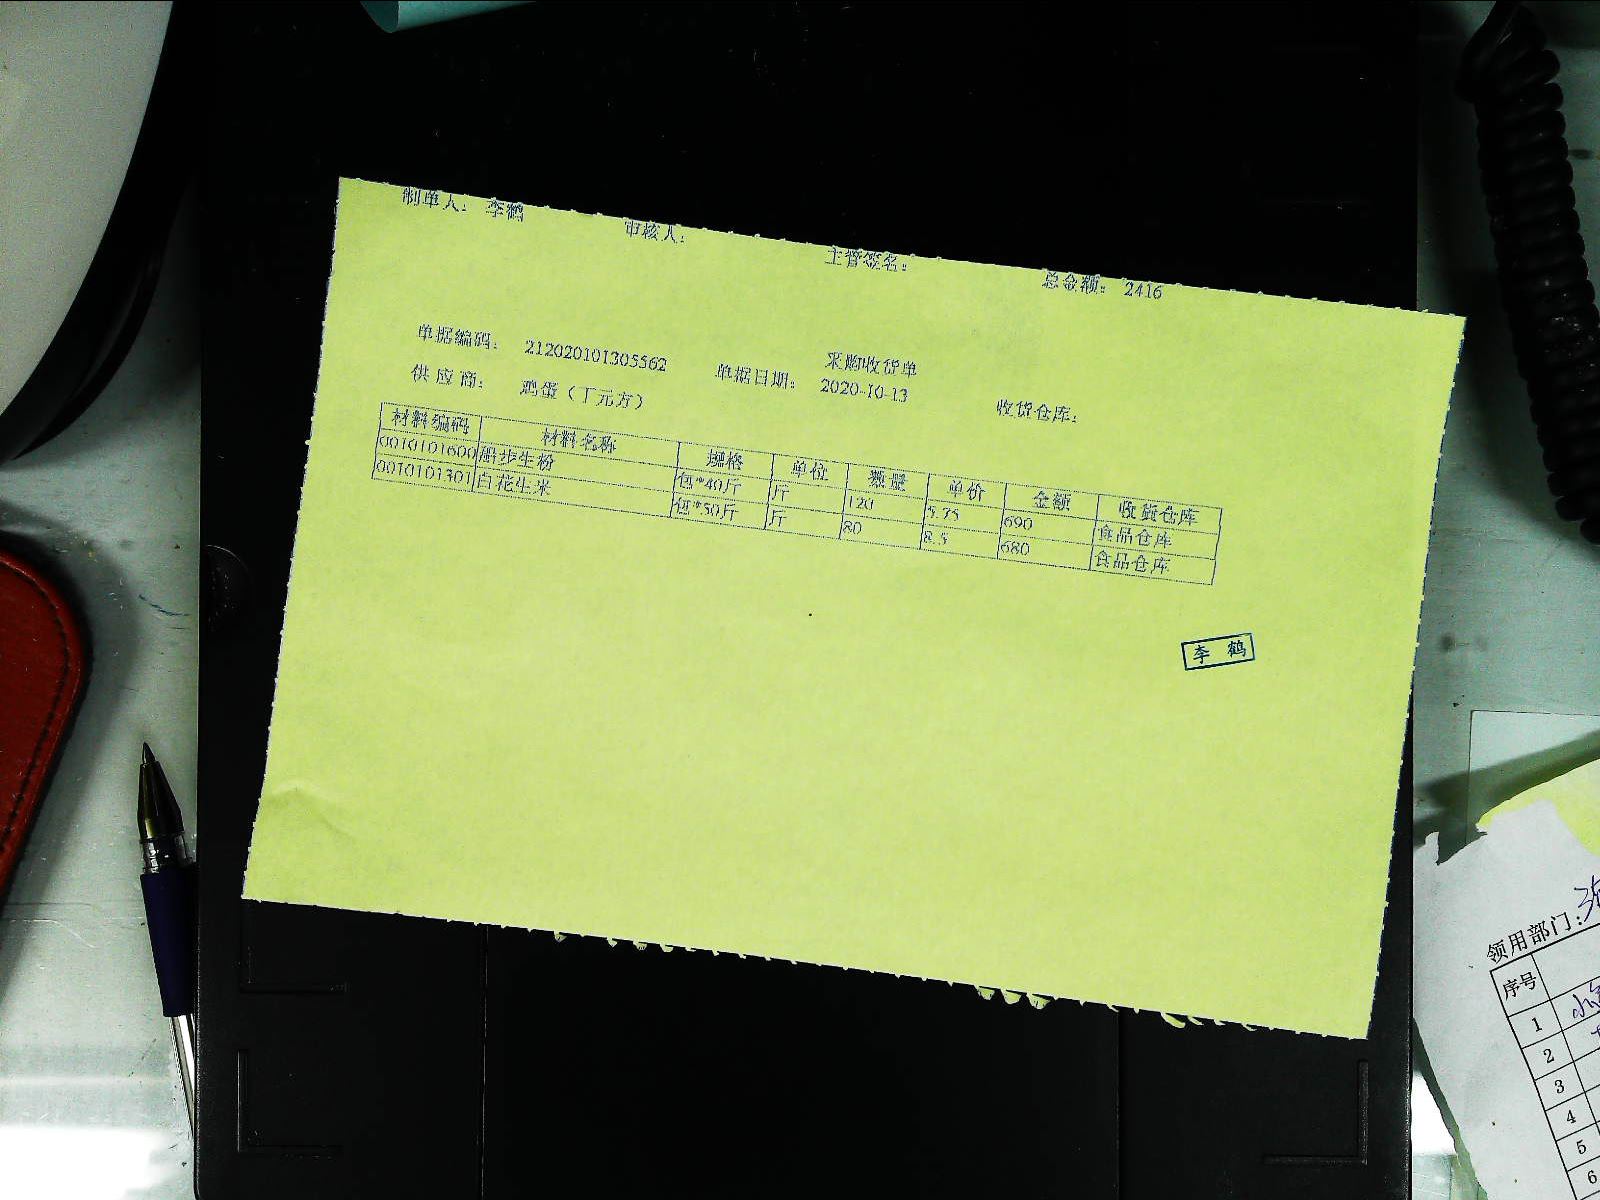 制单人： 李鹤 审核人： 主管签名： 总金额： 2416
采购收货单
单据编码： 212020101305562 单据日期： 2020-10-13 收货仓库：
供应商： 鸡蛋（丁元方）
材料编码 材料名称 规格 单位 数量 单价 金额 收货仓库
0010101600 鹃步生粉 包*40斤 斤 120 5.75 690 食品仓库
0010101301 白花生米 包*50斤 斤 80 8.5 680 食品仓库
李 鹤
领用部门：
序号
1
2
3
4
5
6